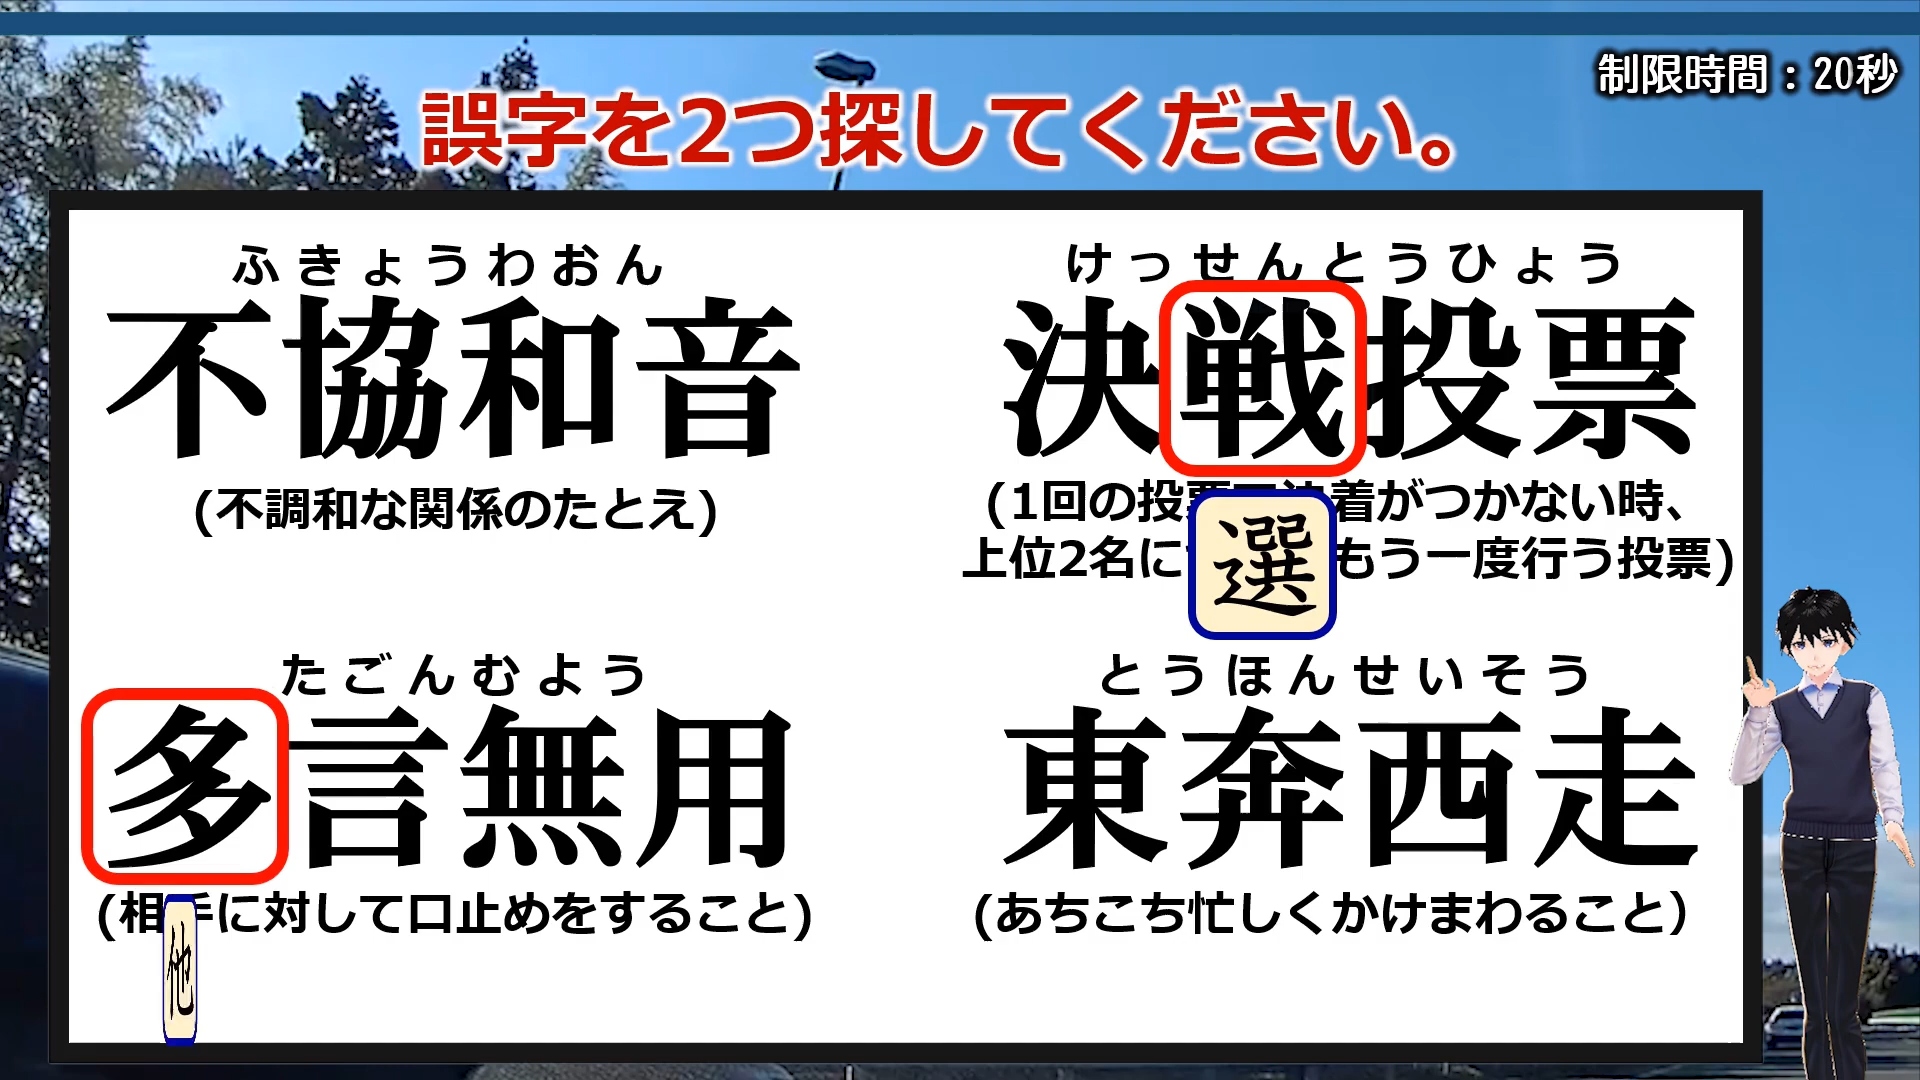 制限時間：20秒
誤字を2つ探してください。
ふきょうわおん
不協和音
(不調和な関係のたとえ)
けっせんとうひょう
決戦投票
(1回の投票で決着がつかない時、
上位2名に もう一度行う投票)
選
たごんむよう
多言無用
(相手に対して口止めをすること)
他
とうほんせいそう
東奔西走
(あちこち忙しくかけまわること）